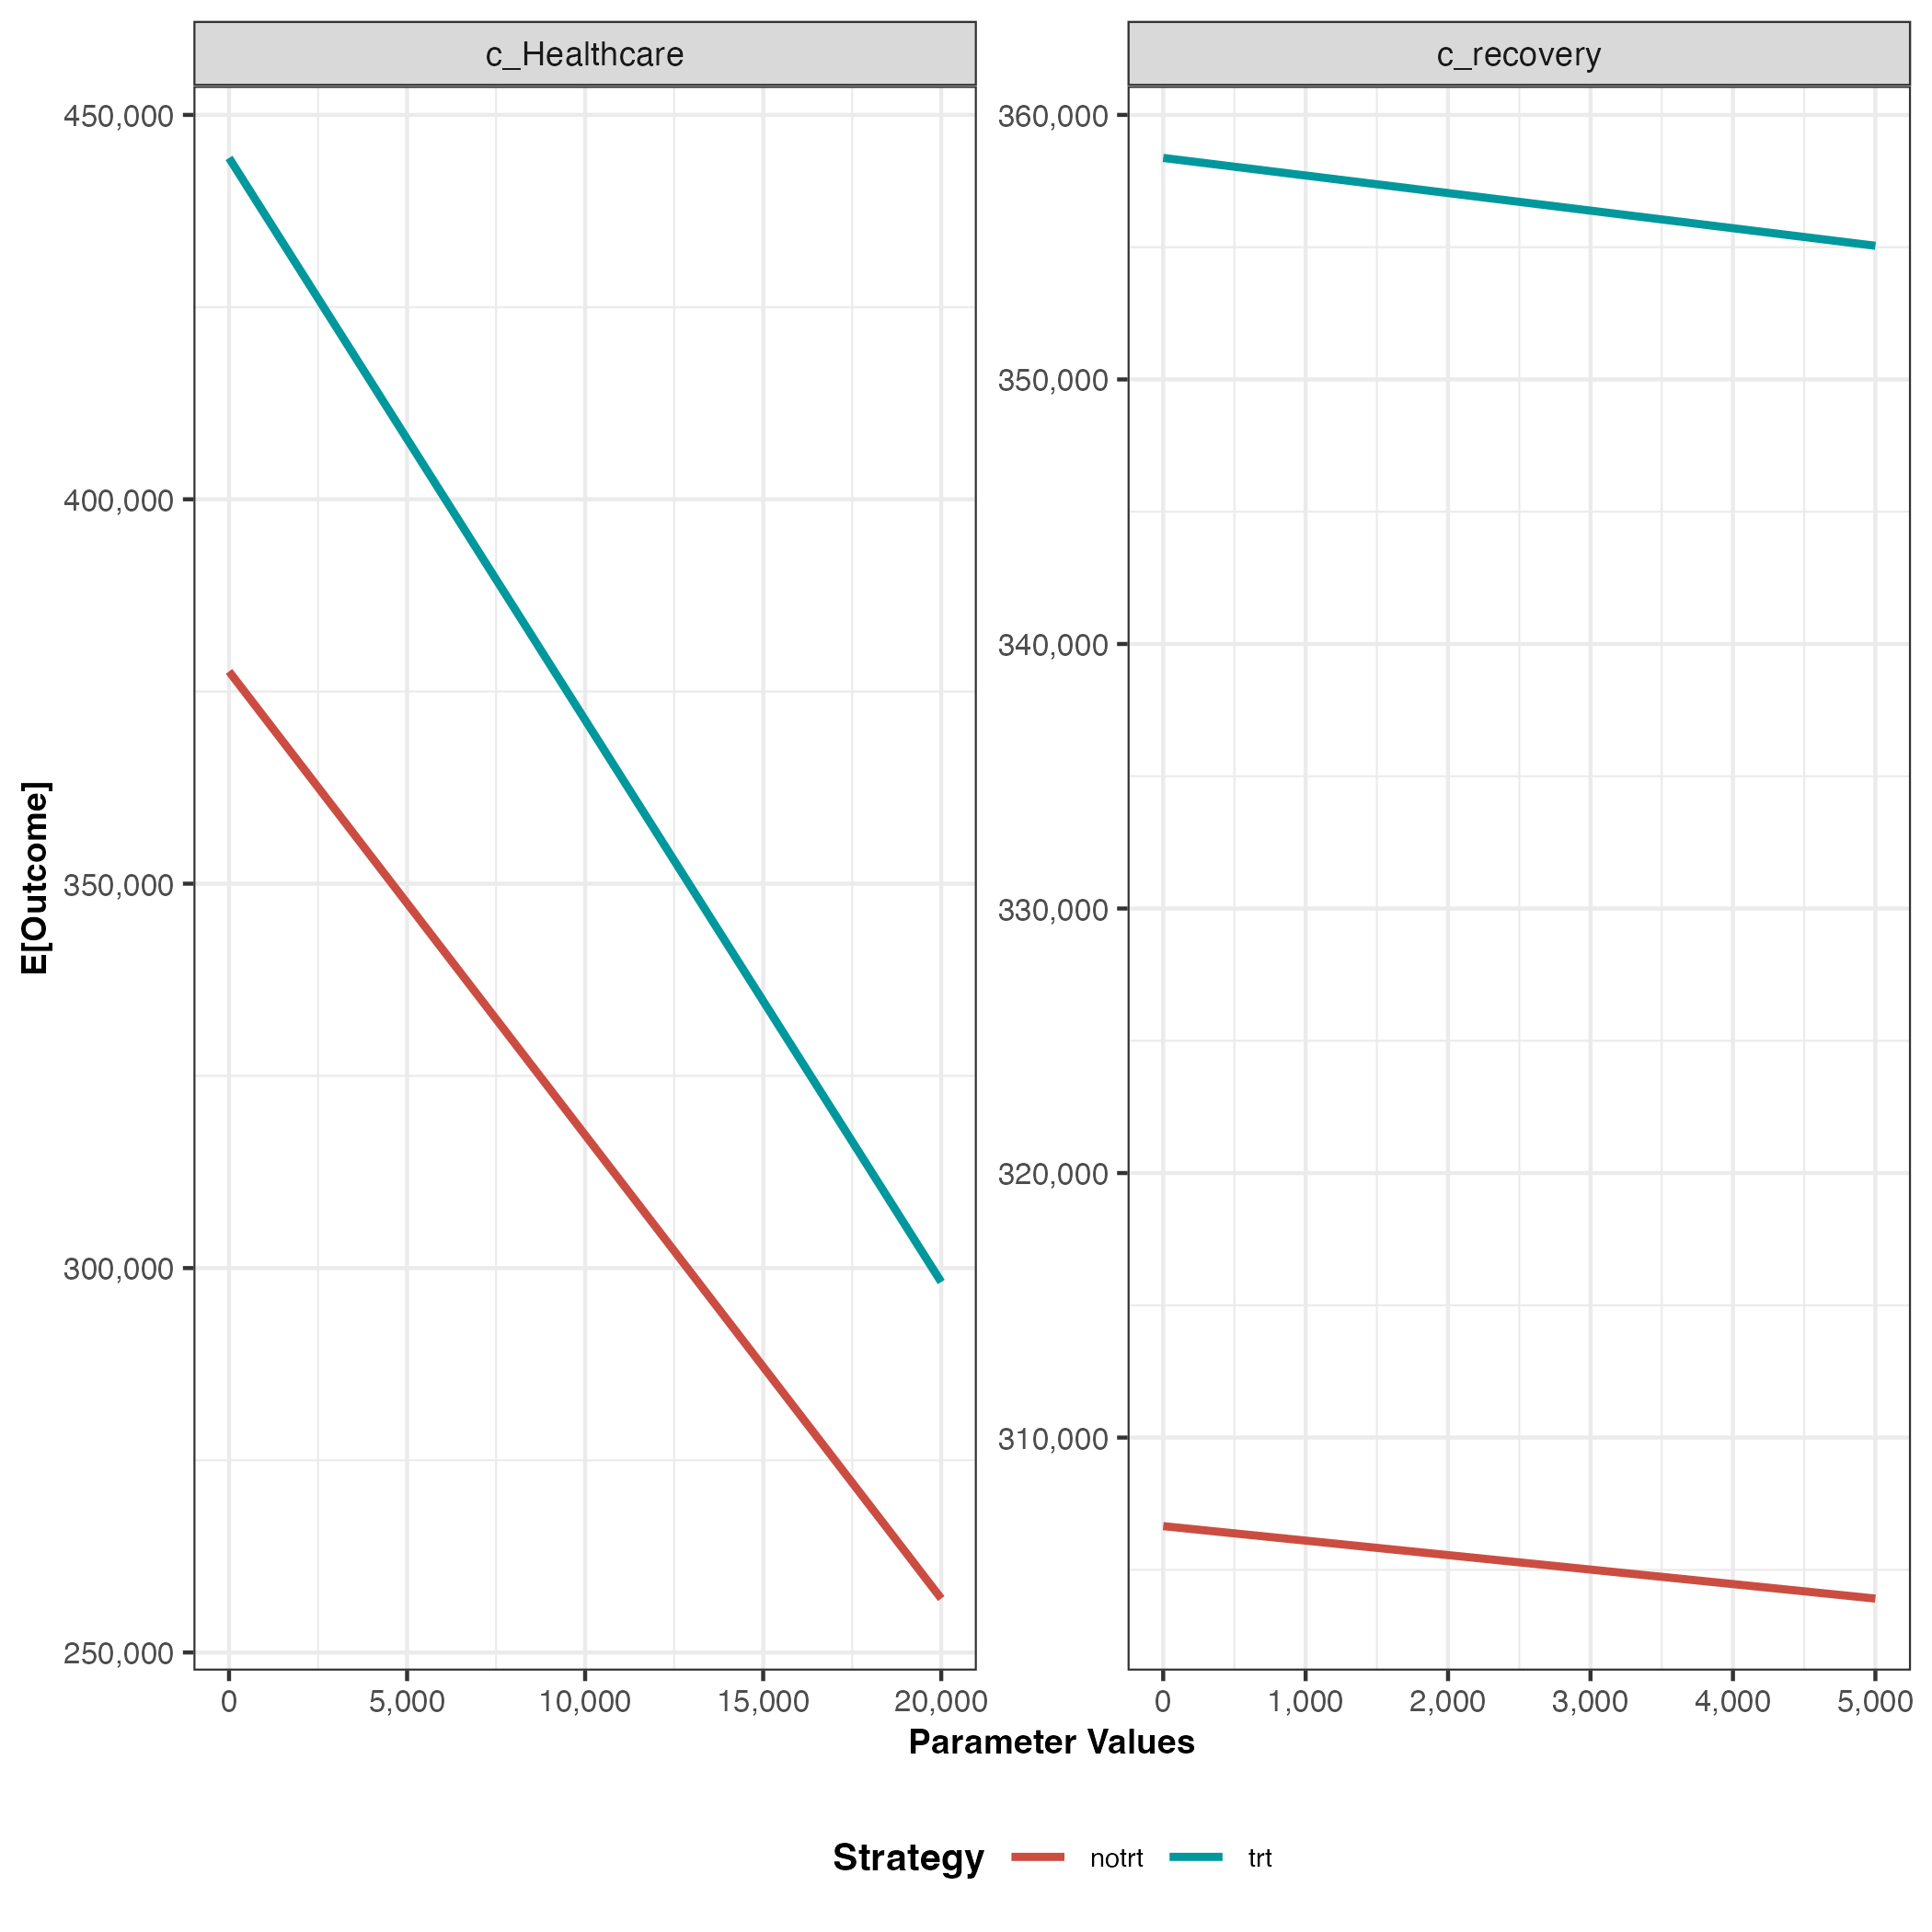 c_Healthcare
c_recovery
E[Outcome]
450,000
400,000
350,000
300,000
250,000
360,000
350,000
340,000
330,000
320,000
310,000
0 5,000 10,000 15,000 20,000
0 1,000 2,000 3,000 4,000 5,000
Parameter Values
Strategy notrt trt